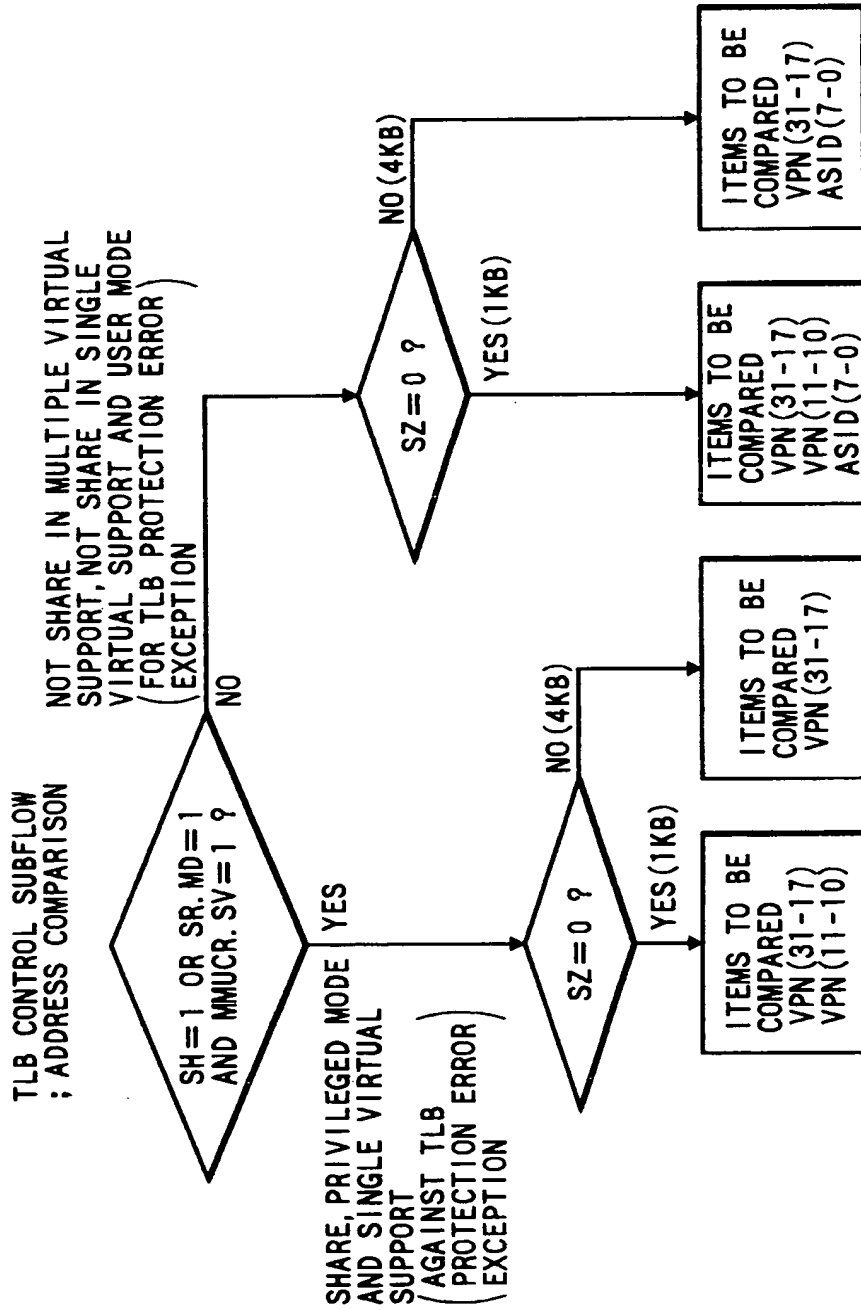 TLB CONTROL SUBFLOW
; ADDRESS COMPARISON
SH=1 OR SR.MD=1
AND MMUCR.SV=1 ?
NO
NOT SHARE IN MULTIPLE VIRTUAL
SUPPORT, NOT SHARE IN SINGLE
VIRTUAL SUPPORT AND USER MODE
(FOR TLB PROTECTION ERROR)
EXCEPTION
YES
SHARE, PRIVILEGED MODE
AND SINGLE VIRTUAL
SUPPORT
(AGAINST TLB
PROTECTION ERROR)
EXCEPTION
SZ=0 ?
NO(4KB)
YES(1KB)
SZ=0 ?
NO(4KB)
YES(1KB)
ITEMS TO BE
COMPARED
VPN(31-17)
VPN(11-10)
ITEMS TO BE
COMPARED
VPN(31-17)
ITEMS TO BE
COMPARED
VPN(31-17)
VPN(11-10)
ASID(7-0)
ITEMS TO BE
COMPARED
VPN(31-17)
ASID(7-0)